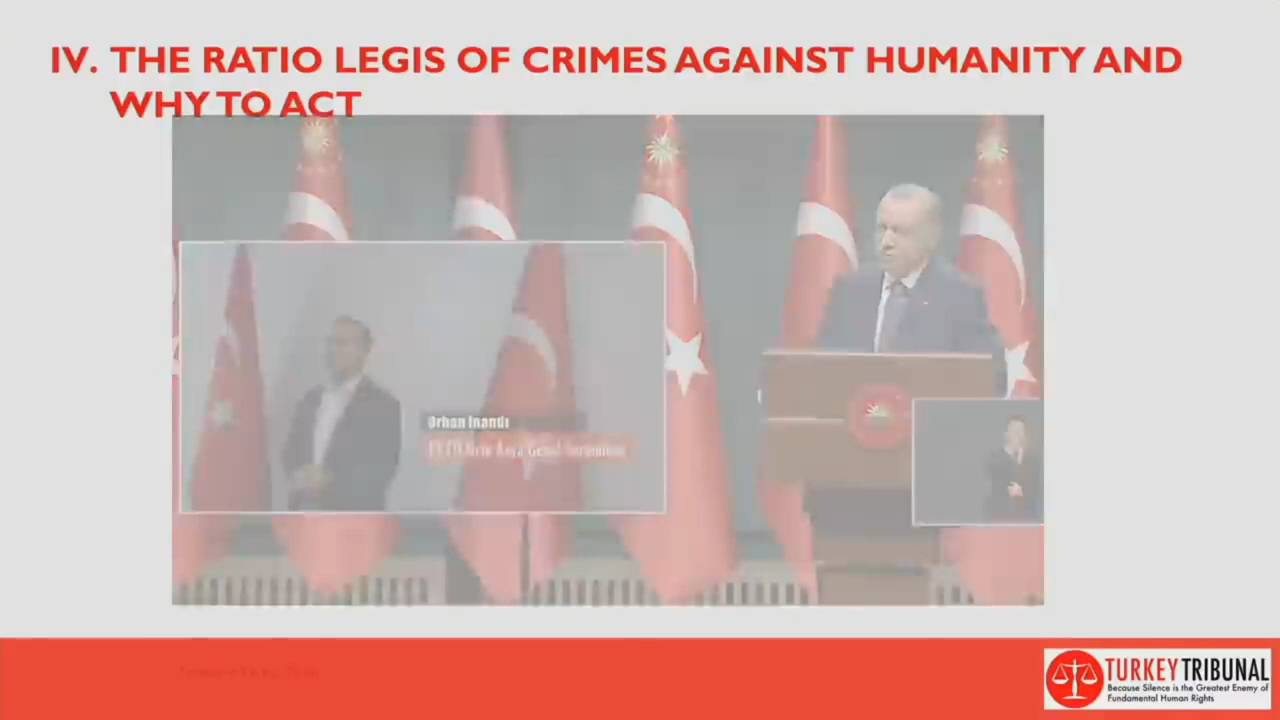 IV. THE RATIO LEGIS OF CRIMES AGAINST HUMANITY AND
WHY TO ACT
Orhan Inandı
TURKEY TRIBUNAL
Because Silence is the Greatest Enemy of
Fundamental Human Rights